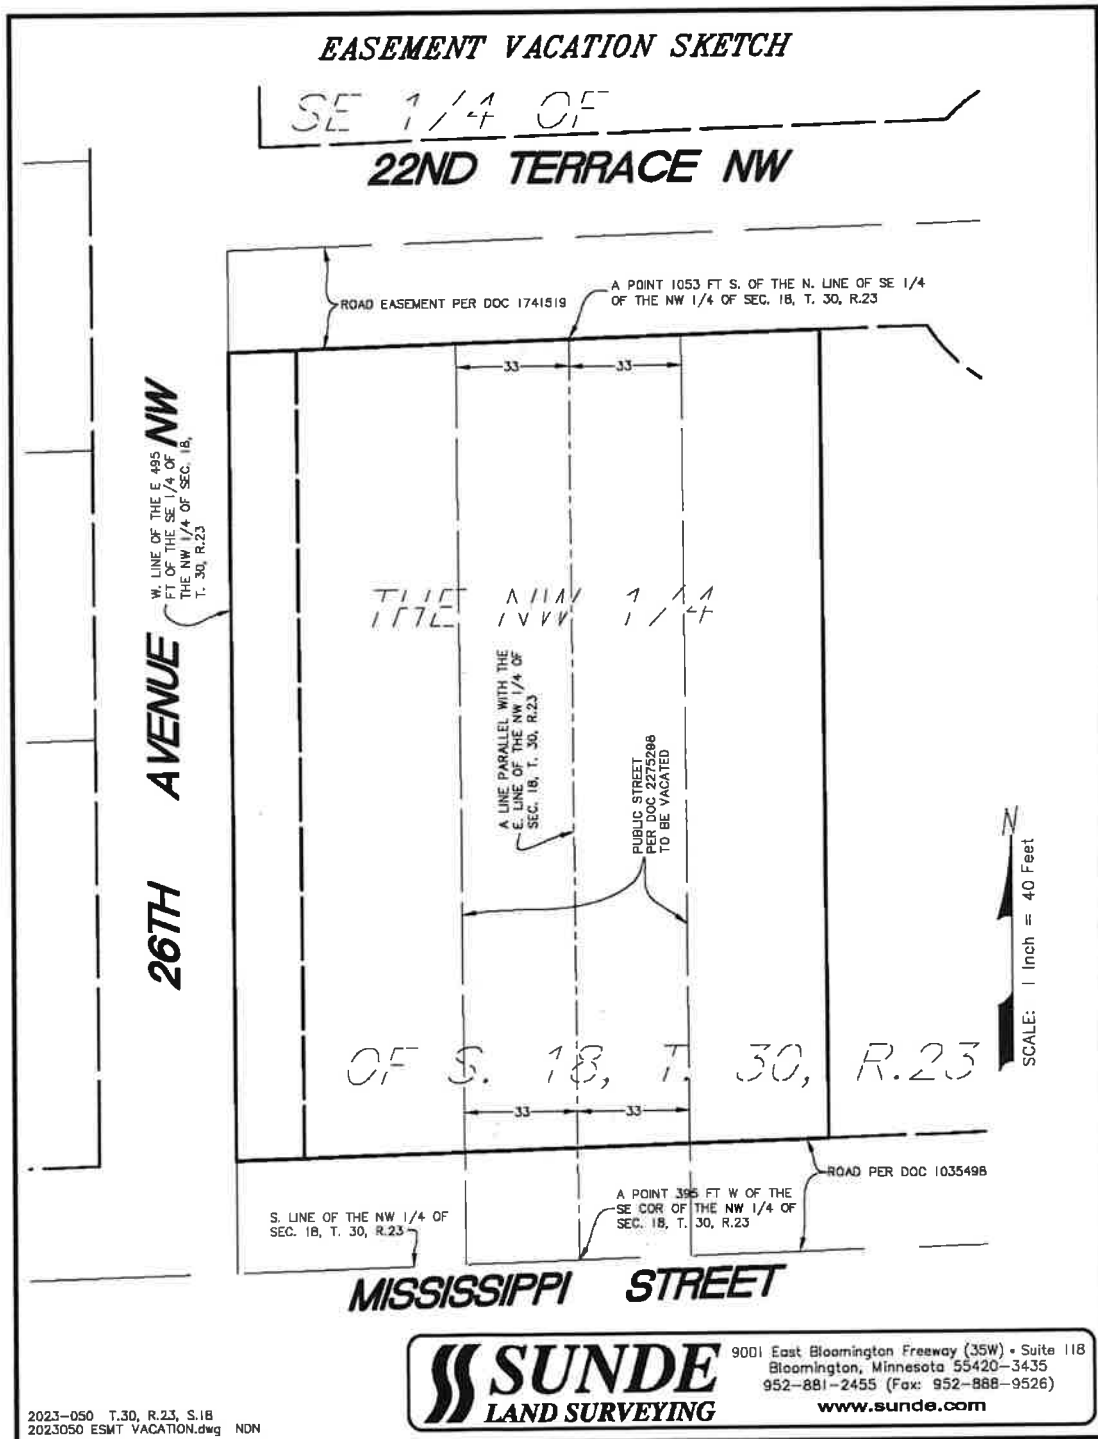 EASEMENT VACATION SKETCH
SE 1/4 OF
22ND TERRACE NW
ROAD EASEMENT PER DOC 1741519
A POINT 1053 FT S. OF THE N. LINE OF SE 1/4
OF THE NW 1/4 OF SEC. 18, T. 30, R.23
33
33
26TH AVENUE NW
W. LINE OF THE E 495
FT OF THE SE 1/4 OF
THE NW 1/4 OF SEC. 18,
T. 30, R.23
THE NW 1/4
A LINE PARALLEL WITH THE
E. LINE OF THE NW 1/4 OF
SEC. 18, T. 30, R.23
PUBLIC STREET
PER DOC 2275298
TO BE VACATED
N
SCALE: 1 Inch = 40 Feet
OF S. 18, T. 30, R.23
33
33
ROAD PER DOC 1035498
A POINT 395 FT W OF THE
SE COR OF THE NW 1/4 OF
SEC. 18, T. 30, R.23
S. LINE OF THE NW 1/4 OF
SEC. 18, T. 30, R.23
MISSISSIPPI STREET
SUNDE
LAND SURVEYING
9001 East Bloomington Freeway (35W) • Suite 118
Bloomington, Minnesota 55420-3435
952-881-2455 (Fax: 952-888-9526)
www.sunde.com
2023-050 T.30, R.23, S.18
2023050 ESMT VACATION.dwg NDN